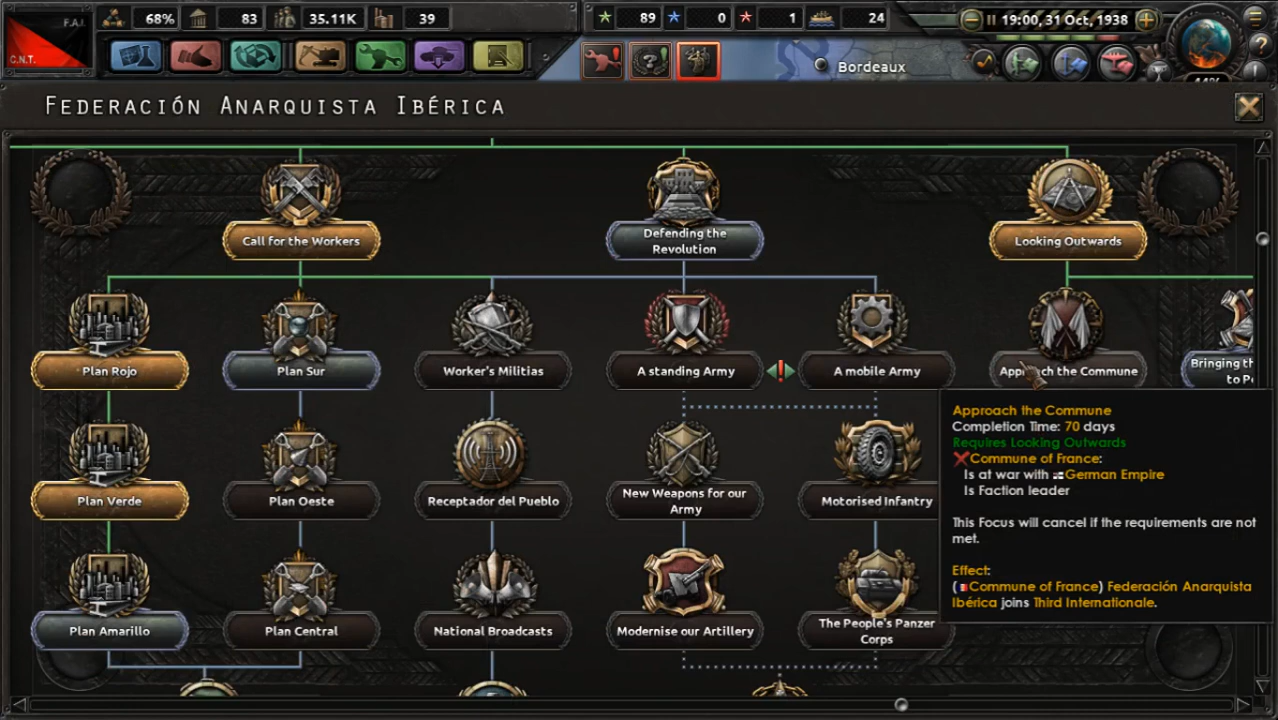 F.A.I.
C.N.T.
68%
83
35.11K
39
89
0
1
24
19:00, 31 Oct, 1938
Bordeaux
Federación Anarquista Ibérica
Call for the Workers
Defending the
Revolution
Looking Outwards
Plan Rojo
Plan Sur
Worker's Militias
A standing Army
A mobile Army
Approach the Commune
Bringing th
Plan Verde
Plan Oeste
Receptador del Pueblo
New Weapons for our
Army
Motorised Infantry
Plan Amarillo
Plan Central
National Broadcasts
Modernise our Artillery
The People's Panzer
Corps
Approach the Commune
Completion Time: 70 days
Requires Looking Outwards
Commune of France:
Is at war with German Empire
Is Faction leader
This Focus will cancel if the requirements are not
met.
Effect:
(Commune of France) Federación Anarquista
Ibérica joins Third Internationale.